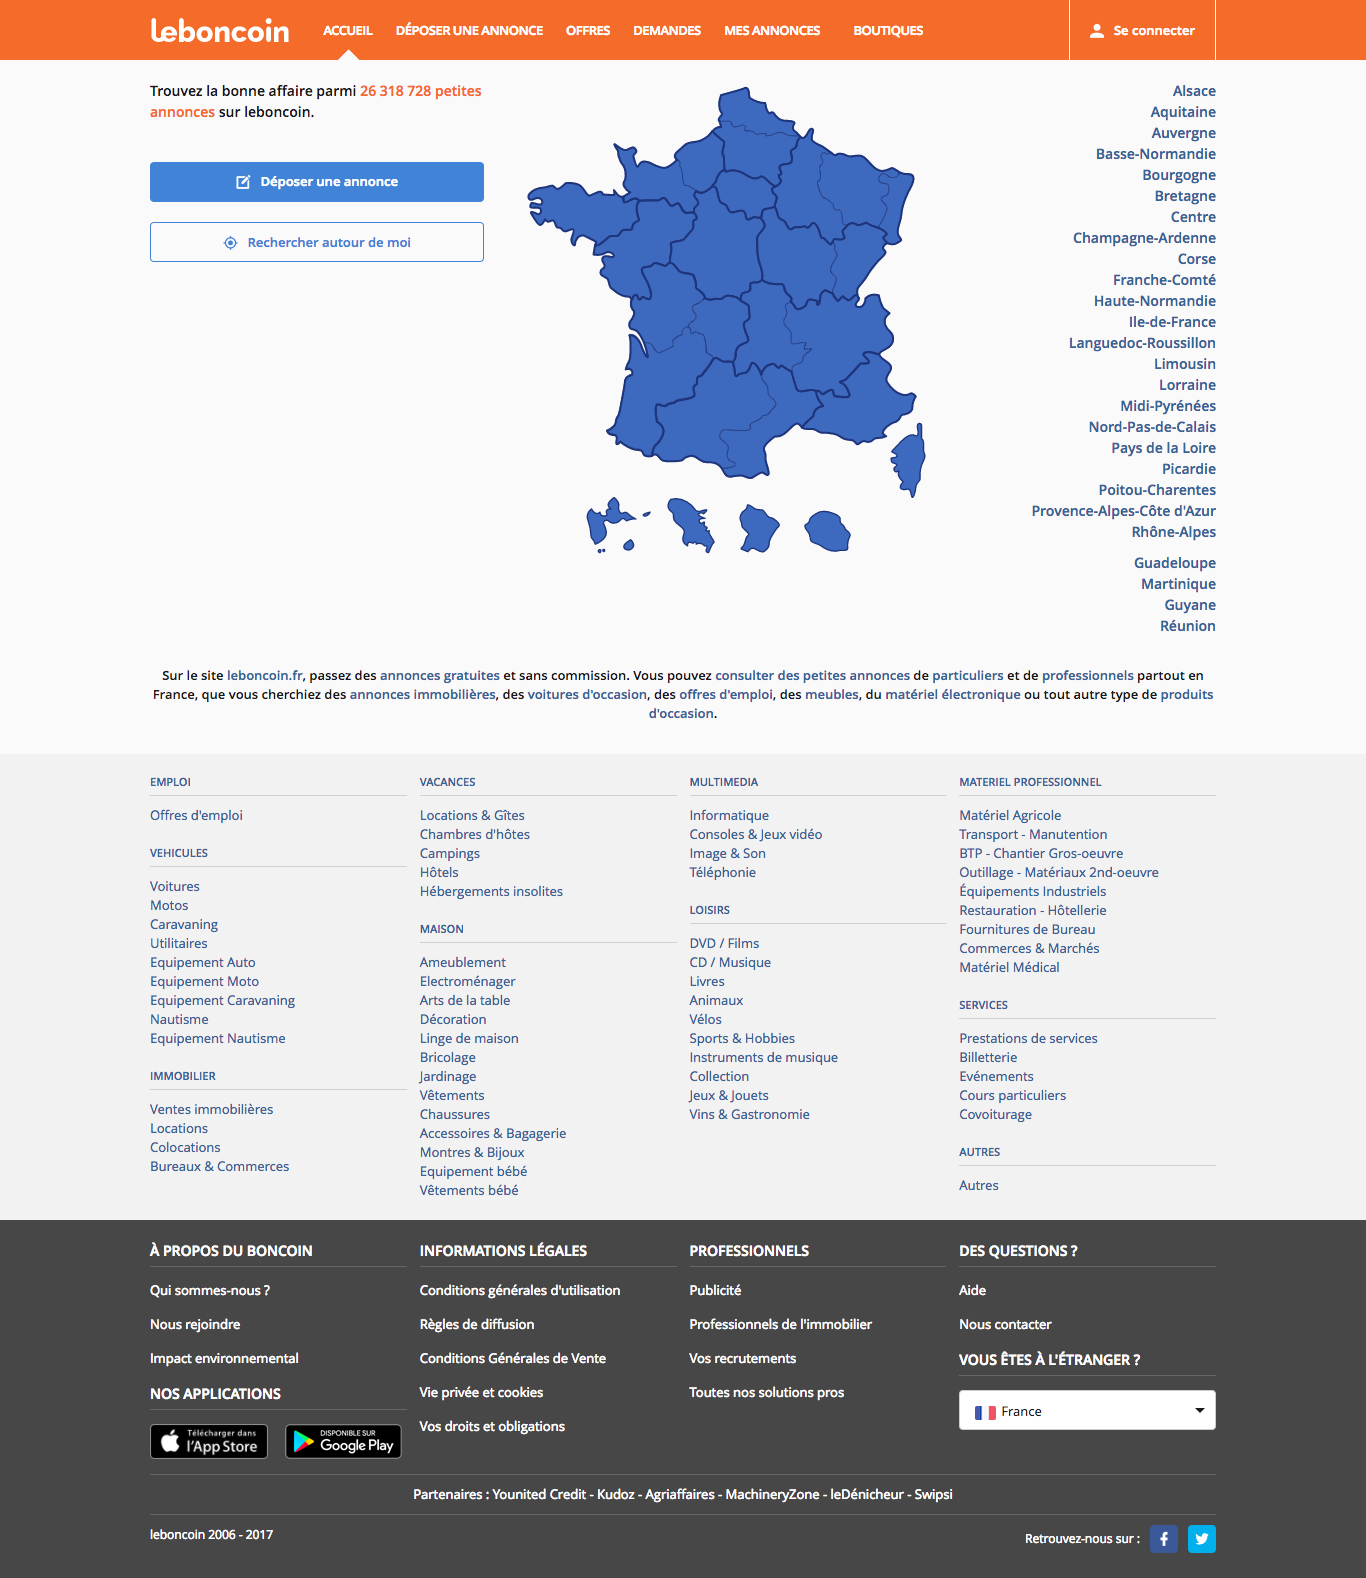 leboncoin ACCUEIL DÉPOSER UNE ANNONCE OFFRES DEMANDES MES ANNONCES BOUTIQUES Se connecter
Trouvez la bonne affaire parmi 26 318 728 petites
annonces sur leboncoin.
Déposer une annonce
Rechercher autour de moi
Alsace
Aquitaine
Auvergne
Basse-Normandie
Bourgogne
Bretagne
Centre
Champagne-Ardenne
Corse
Franche-Comté
Haute-Normandie
Ile-de-France
Languedoc-Roussillon
Limousin
Lorraine
Midi-Pyrénées
Nord-Pas-de-Calais
Pays de la Loire
Picardie
Poitou-Charentes
Provence-Alpes-Côte d'Azur
Rhône-Alpes
Guadeloupe
Martinique
Guyane
Réunion
Sur le site leboncoin.fr, passez des annonces gratuites et sans commission. Vous pouvez consulter des petites annonces de particuliers et de professionnels partout en
France, que vous cherchiez des annonces immobilières, des voitures d'occasion, des offres d'emploi, des meubles, du matériel électronique ou tout autre type de produits
d'occasion.
EMPLOI
Offres d'emploi
VEHICULES
Voitures
Motos
Caravaning
Utilitaires
Equipement Auto
Equipement Moto
Equipement Caravaning
Nautisme
Equipement Nautisme
IMMOBILIER
Ventes immobilières
Locations
Colocations
Bureaux & Commerces
VACANCES
Locations & Gîtes
Chambres d'hôtes
Campings
Hôtels
Hébergements insolites
MAISON
Ameublement
Electroménager
Arts de la table
Décoration
Linge de maison
Bricolage
Jardinage
Vêtements
Chaussures
Accessoires & Bagagerie
Montres & Bijoux
Equipement bébé
Vêtements bébé
MULTIMEDIA
Informatique
Consoles & Jeux vidéo
Image & Son
Téléphonie
LOISIRS
DVD / Films
CD / Musique
Livres
Animaux
Vélos
Sports & Hobbies
Instruments de musique
Collection
Jeux & Jouets
Vins & Gastronomie
MATERIEL PROFESSIONNEL
Matériel Agricole
Transport - Manutention
BTP - Chantier Gros-oeuvre
Outillage - Matériaux 2nd-oeuvre
Équipements Industriels
Restauration - Hôtellerie
Fournitures de Bureau
Commerces & Marchés
Matériel Médical
SERVICES
Prestations de services
Billetterie
Evénements
Cours particuliers
Covoiturage
AUTRES
Autres
À PROPOS DU BONCOIN
Qui sommes-nous ?
Nous rejoindre
Impact environnemental
NOS APPLICATIONS
Télécharger dans
l'App Store
DISPONIBLE SUR
Google Play
INFORMATIONS LÉGALES
Conditions générales d'utilisation
Règles de diffusion
Conditions Générales de Vente
Vie privée et cookies
Vos droits et obligations
PROFESSIONNELS
Publicité
Professionnels de l'immobilier
Vos recrutements
Toutes nos solutions pros
DES QUESTIONS ?
Aide
Nous contacter
VOUS ÊTES À L'ÉTRANGER ?
France
Partenaires : Younited Credit - Kudoz - Agriaffaires - MachineryZone - leDénicheur - Swipsi
leboncoin 2006 - 2017
Retrouvez-nous sur :